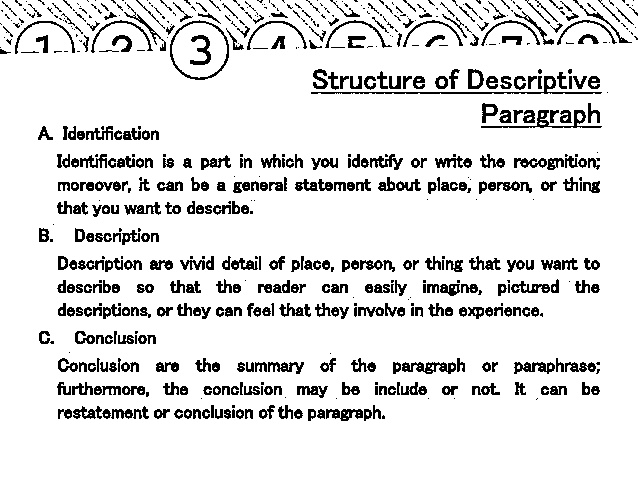 1 2 3 4 5 6 7 8
Structure of Descriptive
Paragraph
A. Identification
Identification is a part in which you identify or write the recognition;
moreover, it can be a general statement about place, person, or thing
that you want to describe.
B. Description
Description are vivid detail of place, person, or thing that you want to
describe so that the reader can easily imagine, pictured the
descriptions, or they can feel that they involve in the experience.
C. Conclusion
Conclusion are the summary of the paragraph or paraphrase;
furthermore, the conclusion may be include or not. It can be
restatement or conclusion of the paragraph.